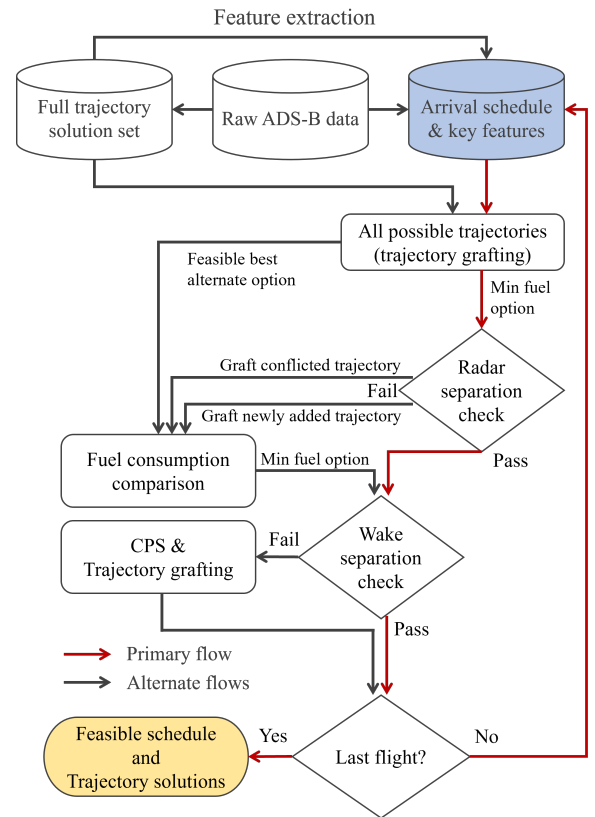 Feature extraction
Full trajectory
solution set
Raw ADS-B data
Arrival schedule
& key features
All possible trajectories
(trajectory grafting)
Feasible best
alternate option
Min fuel
option
Graft conflicted trajectory
Fail
Graft newly added trajectory
Radar
separation
check
Pass
Fuel consumption
comparison
Min fuel option
Wake
separation
check
Fail
CPS &
Trajectory grafting
Pass
Primary flow
Alternate flows
Feasible schedule
and
Trajectory solutions
Yes
Last flight?
No